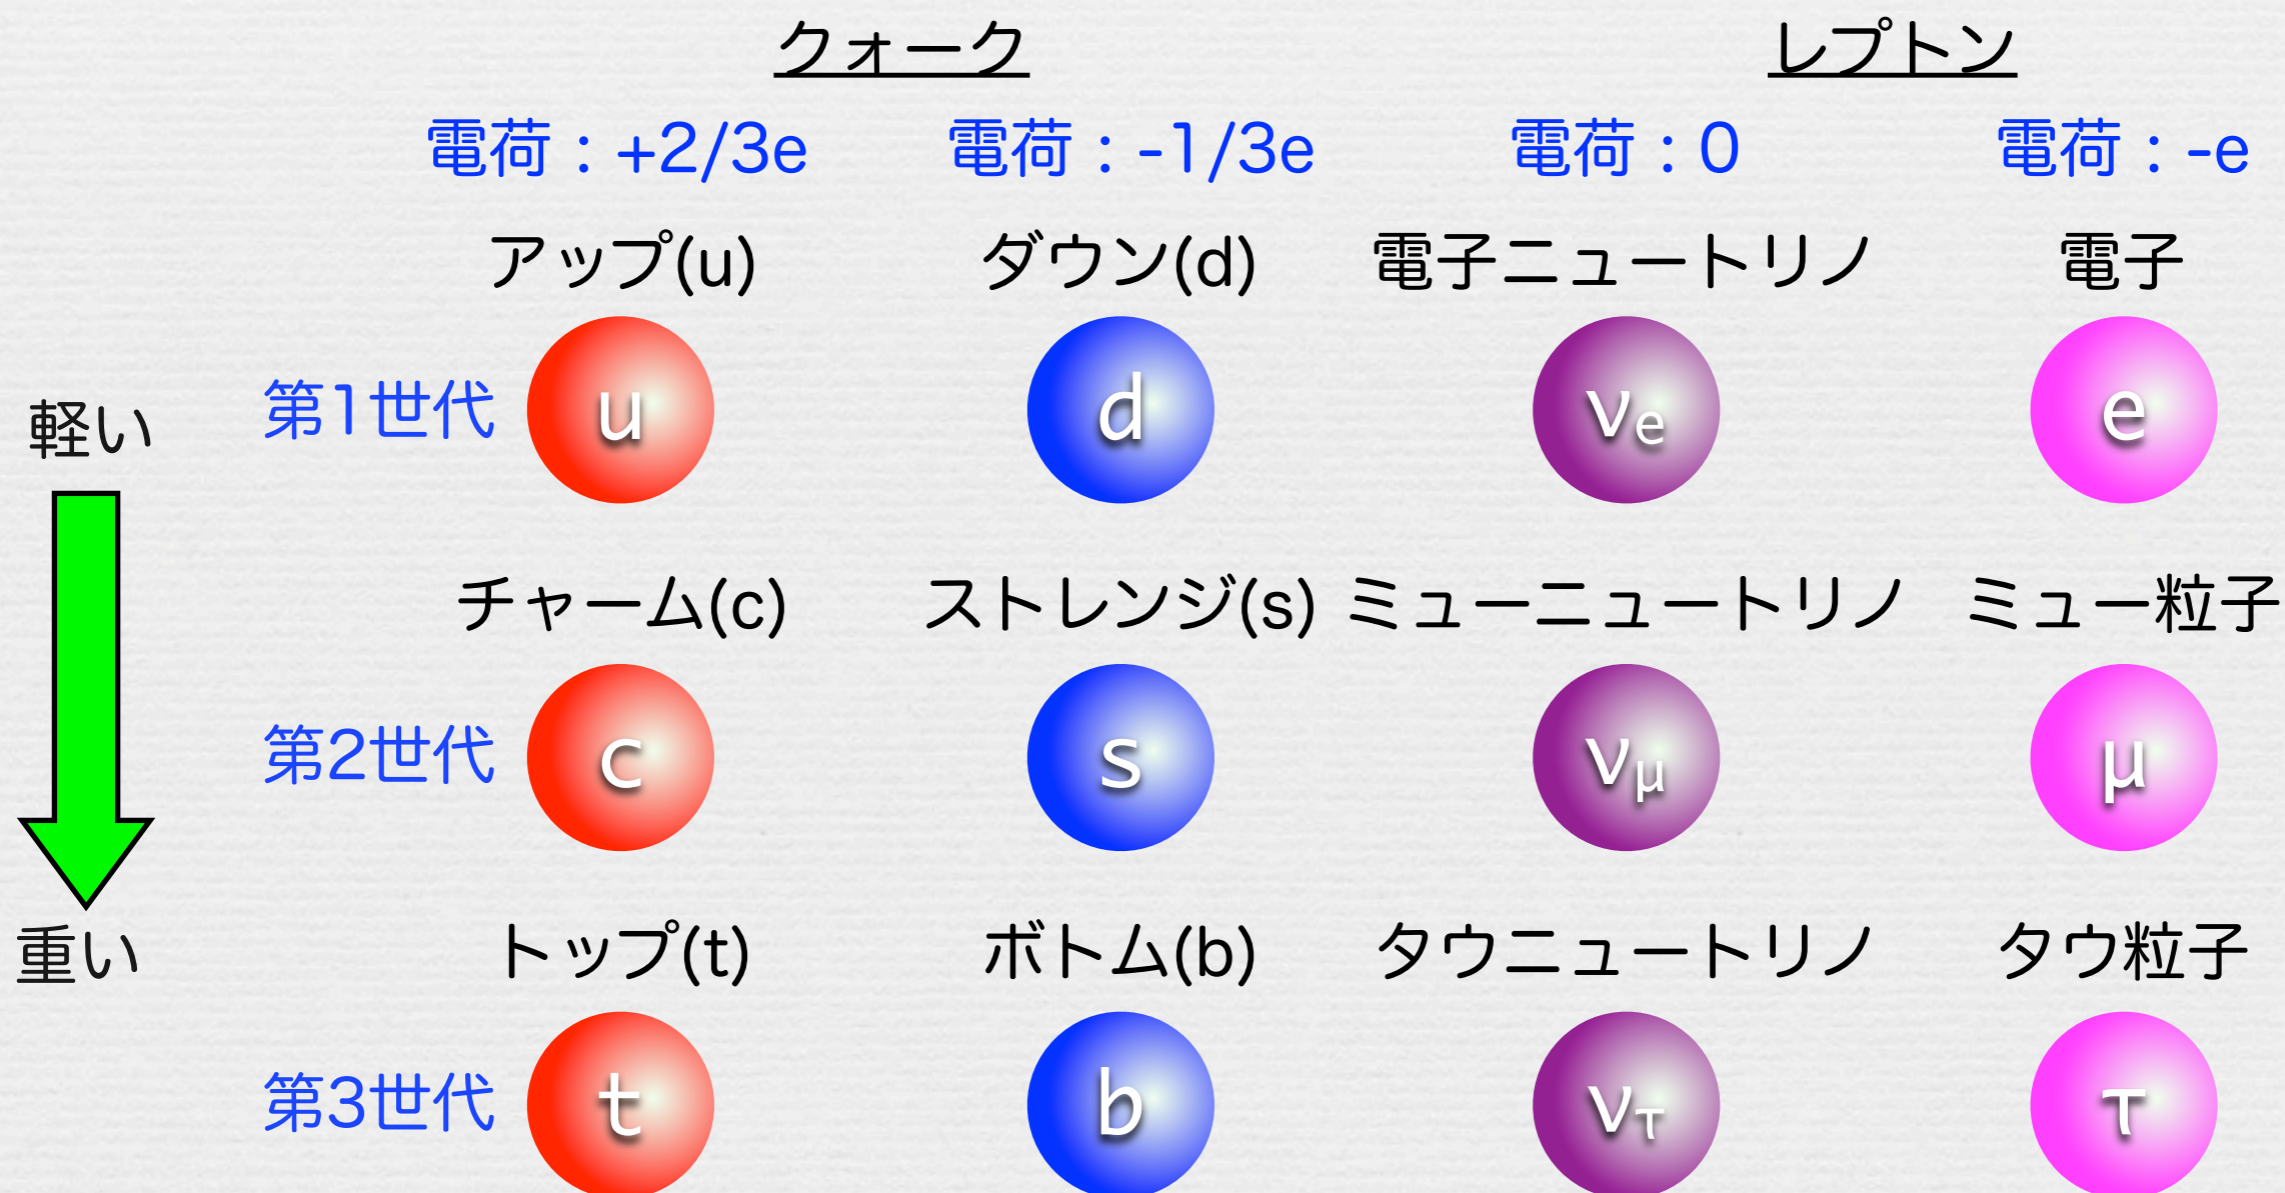 クォーク レプトン
電荷：+2/3e 電荷：-1/3e 電荷：0 電荷：-e
アップ(u) ダウン(d) 電子ニュートリノ 電子
軽い 第1世代 u d νe e
チャーム(c) ストレンジ(s) ミューニュートリノ ミュー粒子
第2世代 c s νμ μ
トップ(t) ボトム(b) タウニュートリノ タウ粒子
重い
第3世代 t b ντ τ